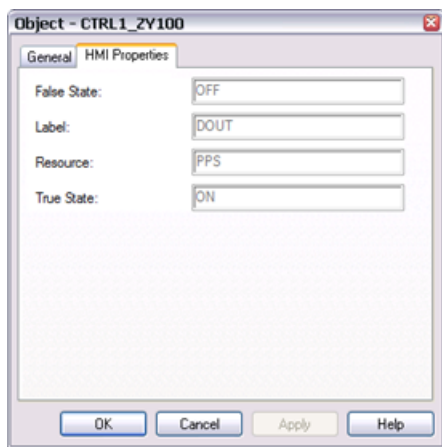 Object - CTRL1_ZY100
General HMI Properties
False State: OFF
Label: DOUT
Resource: PPS
True State: ON
OK Cancel Apply Help